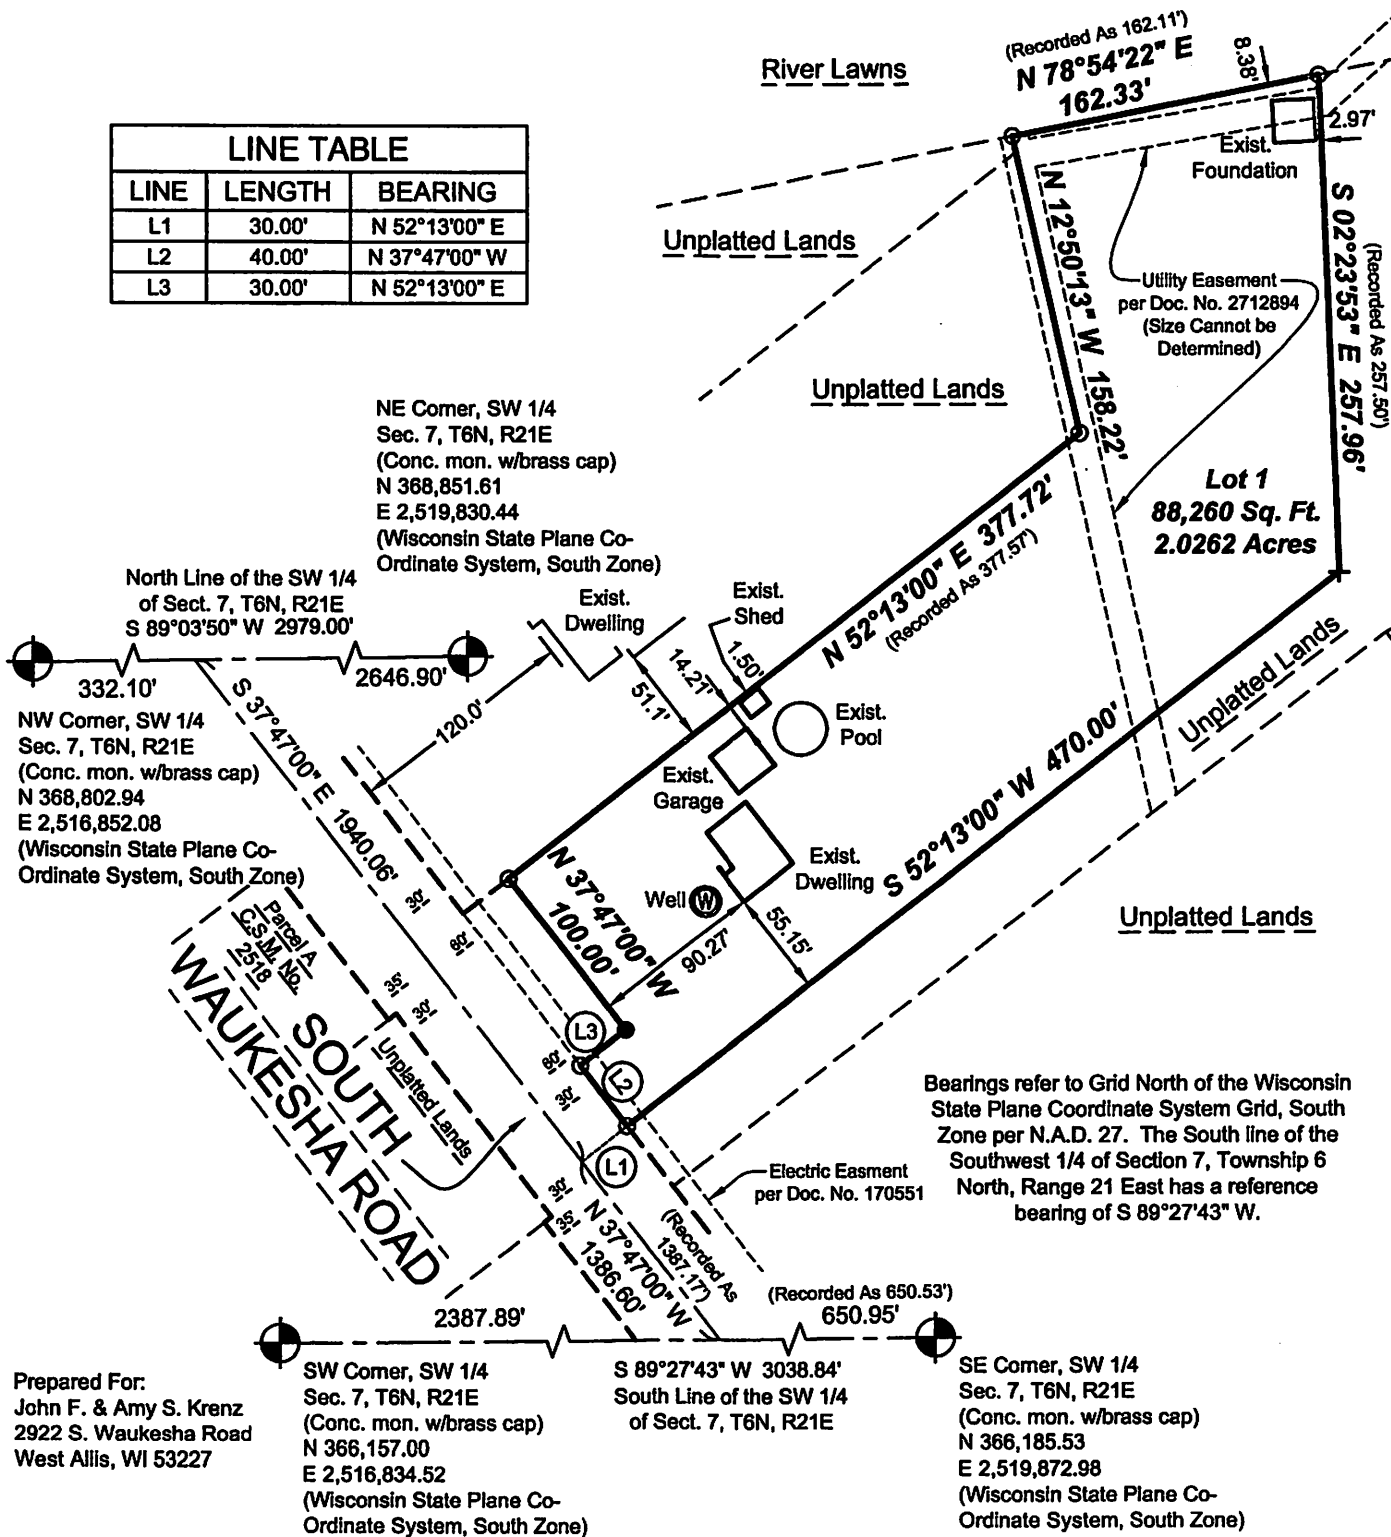 (Recorded As 162.11')
N 78°54'22" E
162.33'
8.38'
River Lawns
2.97'
Exist.
Foundation
LINE TABLE
LINE LENGTH BEARING
L1 30.00' N 52°13'00" E
L2 40.00' N 37°47'00" W
L3 30.00' N 52°13'00" E
Unplatted Lands
N 12°50'13" W 158.22'
S 02°23'53" E 257.96'
(Recorded As 257.50')
Utility Easement
per Doc. No. 2712894
(Size Cannot be
Determined)
Unplatted Lands
NE Corner, SW 1/4
Sec. 7, T6N, R21E
(Conc. mon. w/brass cap)
N 368,851.61
E 2,519,830.44
(Wisconsin State Plane Co-
Ordinate System, South Zone)
Lot 1
88,260 Sq. Ft.
2.0262 Acres
N 52°13'00" E 377.72'
(Recorded As 377.57')
North Line of the SW 1/4
of Sect. 7, T6N, R21E
S 89°03'50" W 2979.00'
332.10'
2646.90'
Exist.
Dwelling
Exist.
Shed
1.50'
14.21'
51.1'
120.0'
Exist.
Pool
Exist.
Garage
Unplatted Lands
NW Corner, SW 1/4
Sec. 7, T6N, R21E
(Conc. mon. w/brass cap)
N 368,802.94
E 2,516,852.08
(Wisconsin State Plane Co-
Ordinate System, South Zone)
S 37°47'00" E 1940.06'
S 52°13'00" W 470.00'
Exist.
Dwelling
Well W
N 37°47'00" W
100.00'
90.27'
55.15'
Unplatted Lands
30'
60'
Parcel A
C.S.M. No.
2518
35'
30'
SOUTH
WAUKESHA ROAD
Unplatted Lands
L3
L2
60'
30'
L1
Bearings refer to Grid North of the Wisconsin
State Plane Coordinate System Grid, South
Zone per N.A.D. 27. The South line of the
Southwest 1/4 of Section 7, Township 6
North, Range 21 East has a reference
bearing of S 89°27'43" W.
Electric Easment
per Doc. No. 170551
30'
35'
N 37°47'00" W
1386.60'
(Recorded As
1387.17')
(Recorded As 650.53')
2387.89'
650.95'
Prepared For:
John F. & Amy S. Krenz
2922 S. Waukesha Road
West Allis, WI 53227
SW Corner, SW 1/4
Sec. 7, T6N, R21E
(Conc. mon. w/brass cap)
N 366,157.00
E 2,516,834.52
(Wisconsin State Plane Co-
Ordinate System, South Zone)
S 89°27'43" W 3038.84'
South Line of the SW 1/4
of Sect. 7, T6N, R21E
SE Corner, SW 1/4
Sec. 7, T6N, R21E
(Conc. mon. w/brass cap)
N 366,185.53
E 2,519,872.98
(Wisconsin State Plane Co-
Ordinate System, South Zone)